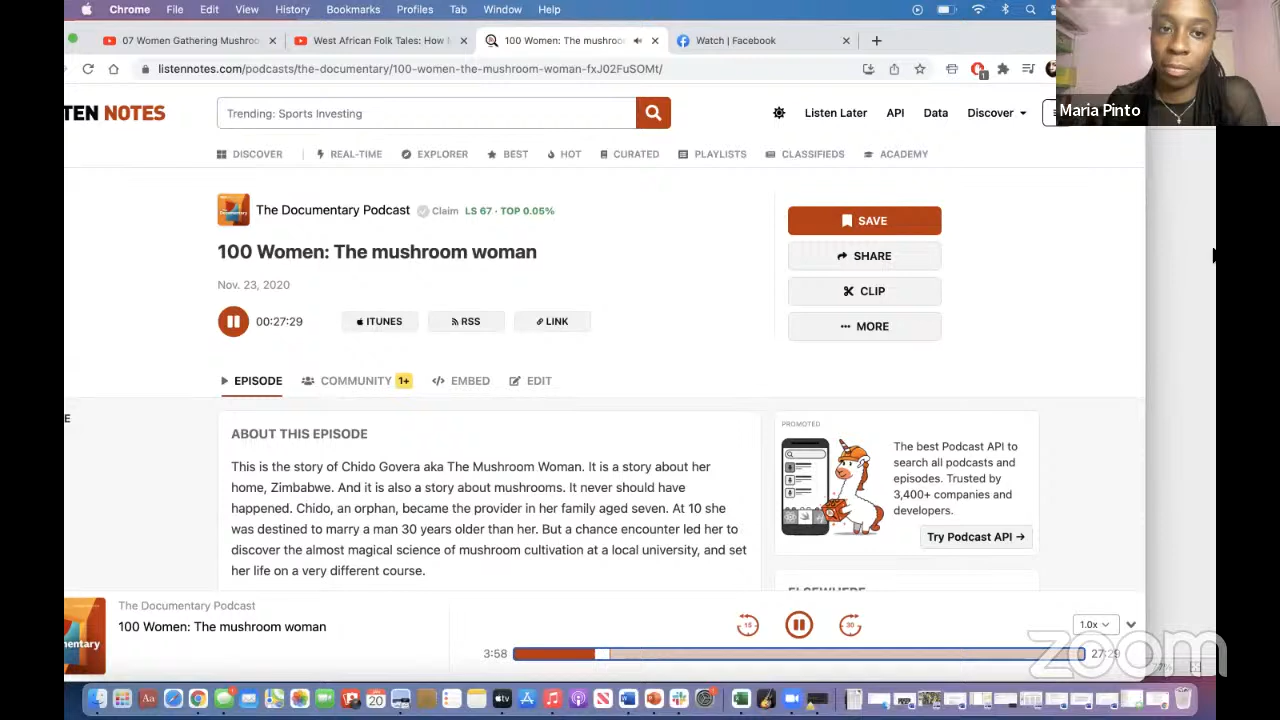 Chrome File Edit View History Bookmarks Profiles Tab Window Help
07 Women Gathering Mushroo
West African Folk Tales: How I
100 Women: The mushroom
Watch | Facebook
listennotes.com/podcasts/the-documentary/100-women-the-mushroom-woman-fxJ02FuSOMt/
Maria Pinto
TEN NOTES
Trending: Sports Investing
Listen Later API Data Discover
DISCOVER REAL-TIME EXPLORER BEST HOT CURATED PLAYLISTS CLASSIFIEDS ACADEMY
The Documentary Podcast Claim LS 67 · TOP 0.05%
100 Women: The mushroom woman
Nov. 23, 2020
00:27:29 ITUNES RSS LINK
SAVE
SHARE
CLIP
MORE
EPISODE COMMUNITY 1+ EMBED EDIT
E
ABOUT THIS EPISODE
This is the story of Chido Govera aka The Mushroom Woman. It is a story about her
home, Zimbabwe. And it is also a story about mushrooms. It never should have
happened. Chido, an orphan, became the provider in her family aged seven. At 10 she
was destined to marry a man 30 years older than her. But a chance encounter led her to
discover the almost magical science of mushroom cultivation at a local university, and set
her life on a very different course.
PROMOTED
The best Podcast API to
search all podcasts and
episodes. Trusted by
3,400+ companies and
developers.
Try Podcast API →
ELSEWHERE
The Documentary Podcast
100 Women: The mushroom woman
mentary
15 30
1.0x
3:58 27:29
zoom